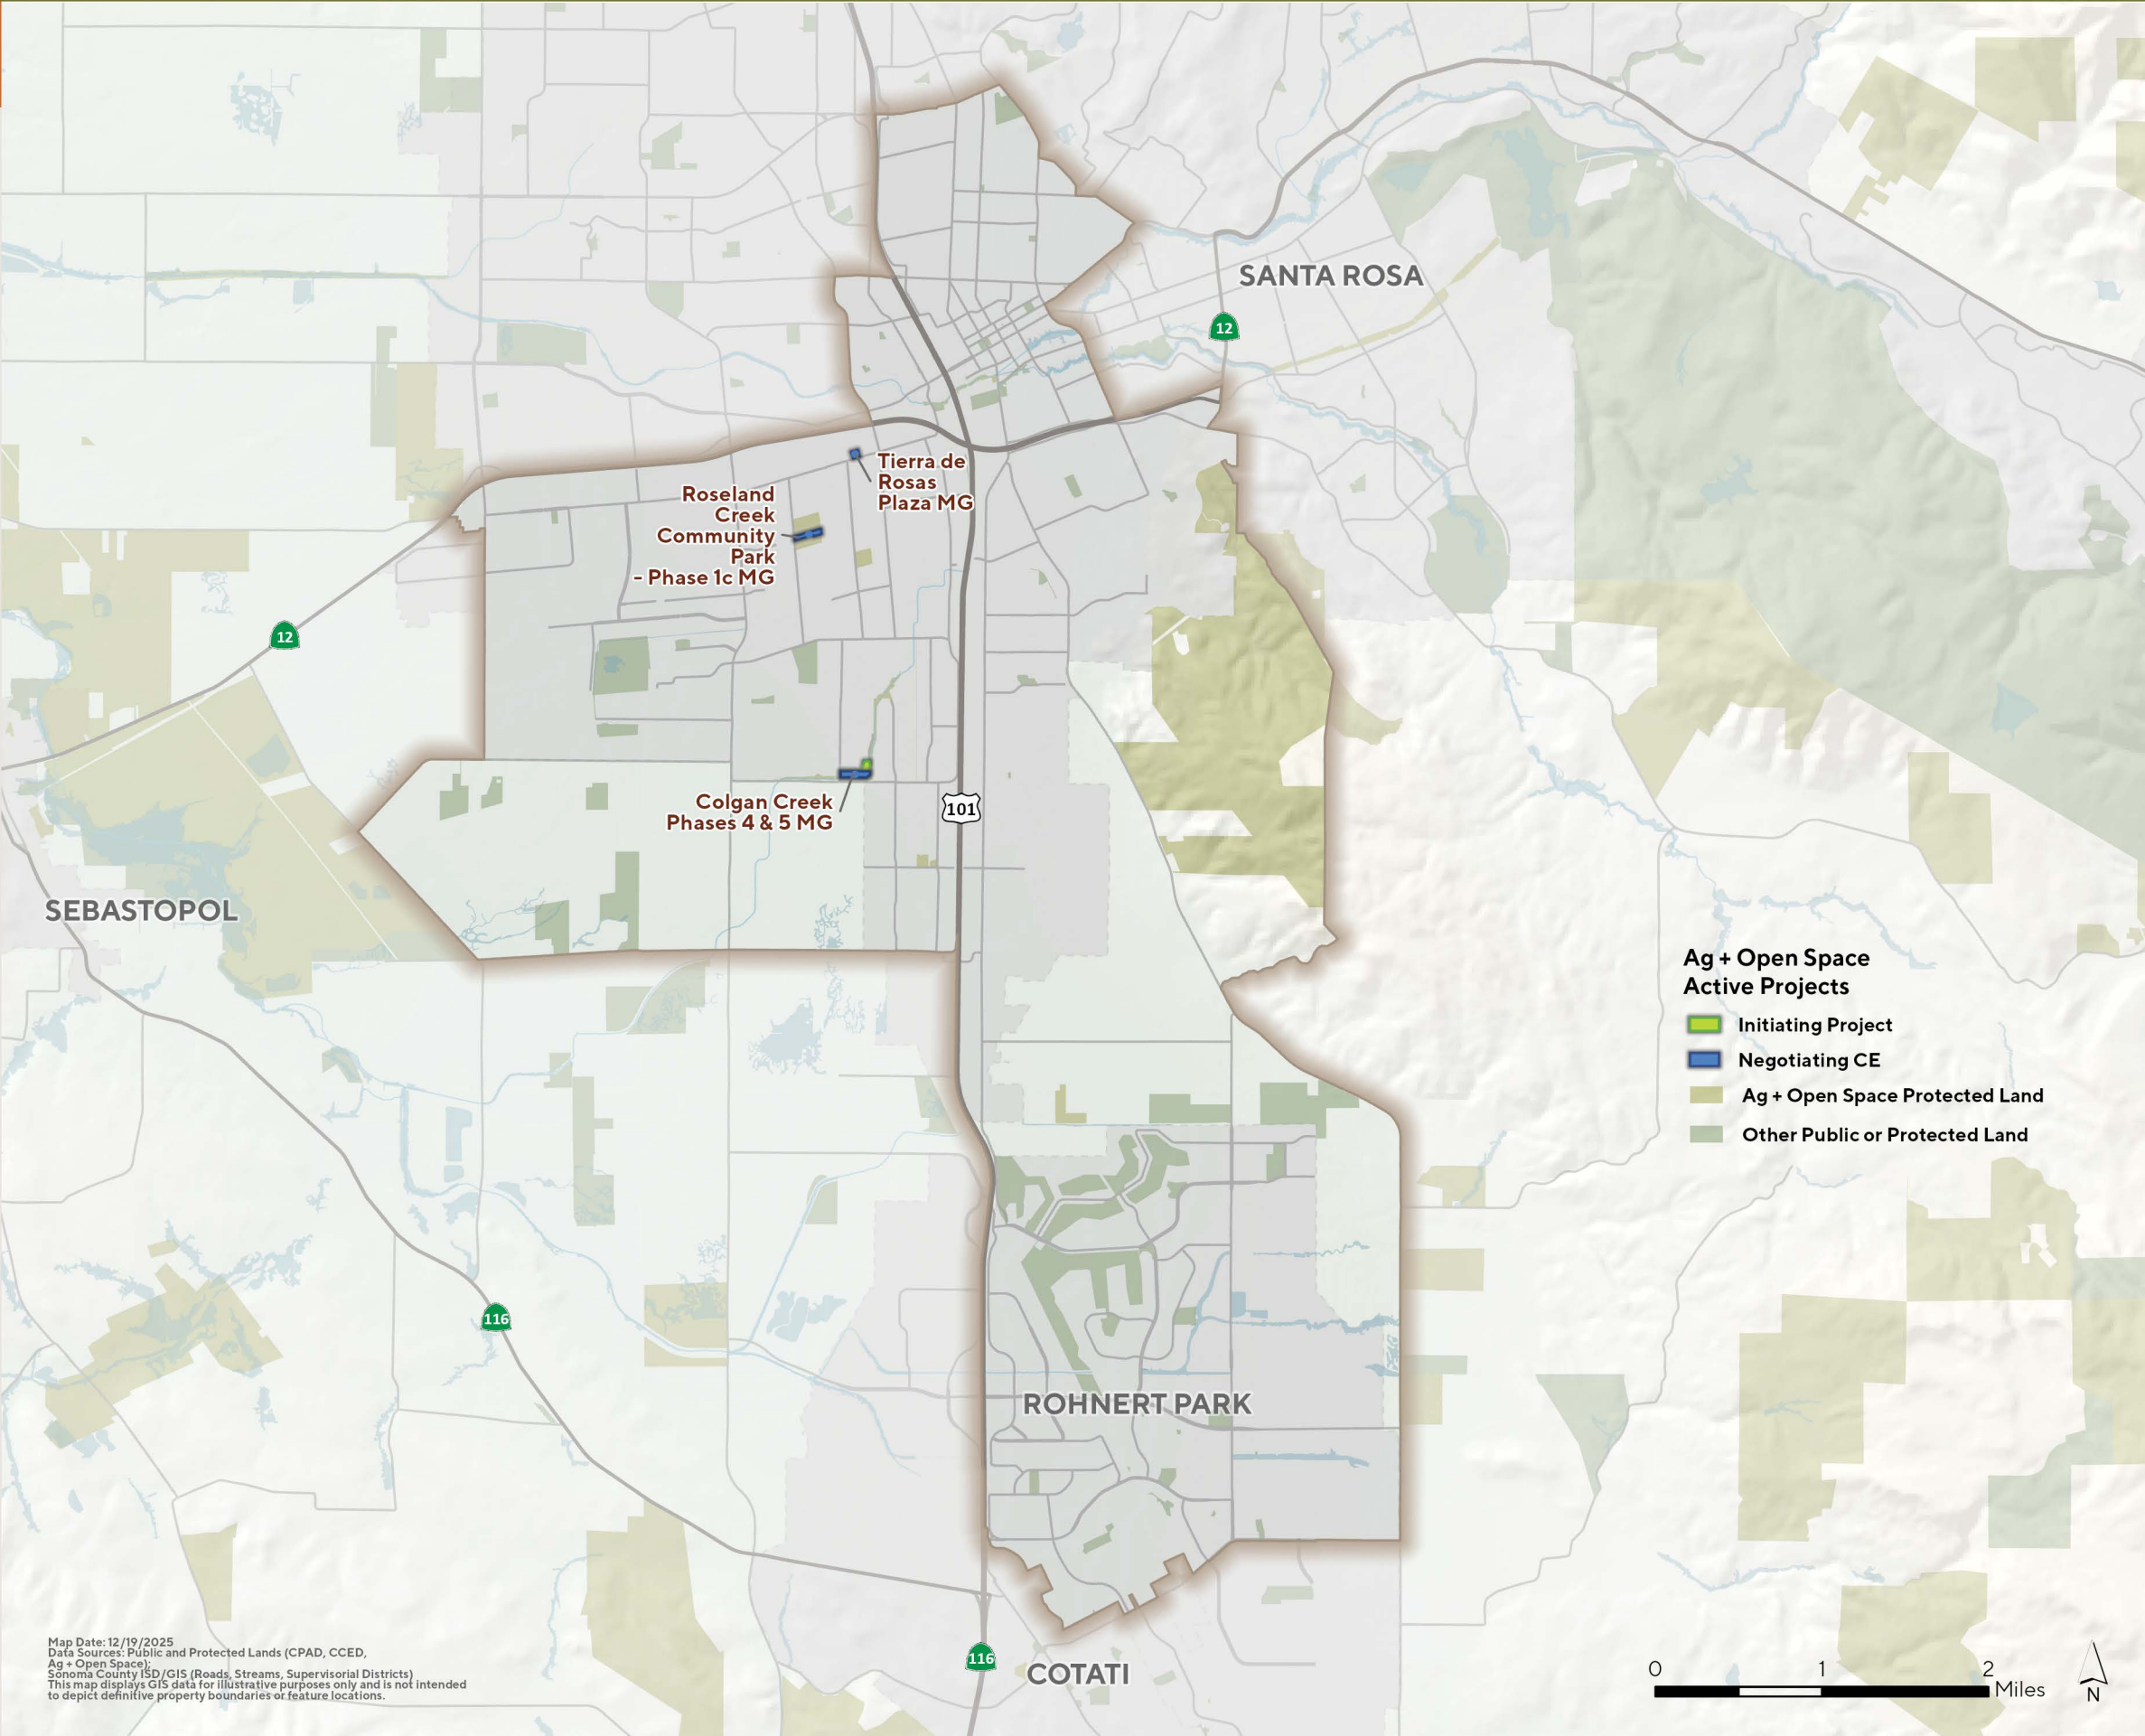 SANTA ROSA
12
Tierra de
Rosas
Plaza MG
Roseland
Creek
Community
Park
- Phase 1c MG
12
Colgan Creek
Phases 4 & 5 MG
101
SEBASTOPOL
Ag + Open Space
Active Projects
Initiating Project
Negotiating CE
Ag + Open Space Protected Land
Other Public or Protected Land
116
ROHNERT PARK
116
COTATI
Map Date: 12/19/2025
Data Sources: Public and Protected Lands (CPAD, CCED,
Ag + Open Space);
Sonoma County ISD/GIS (Roads, Streams, Supervisorial Districts)
This map displays GIS data for illustrative purposes only and is not intended
to depict definitive property boundaries or feature locations.
0 1 2
Miles
N